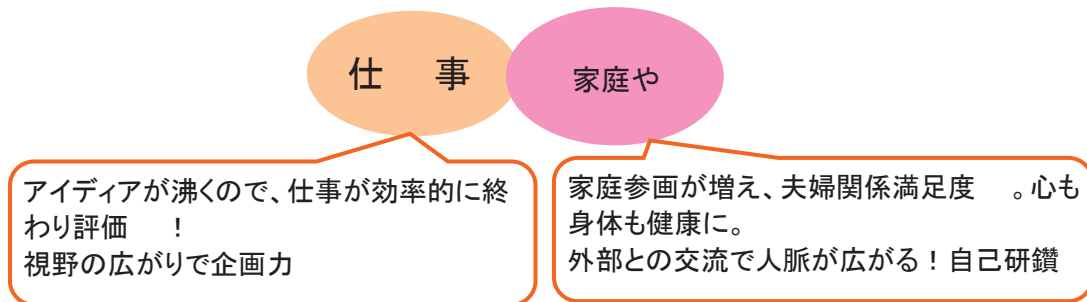 仕　事
家庭や
アイディアが沸くので、仕事が効率的に終
わり評価　　！
視野の広がりで企画力
家庭参画が増え、夫婦関係満足度　　。心も
身体も健康に。
外部との交流で人脈が広がる！自己研鑽